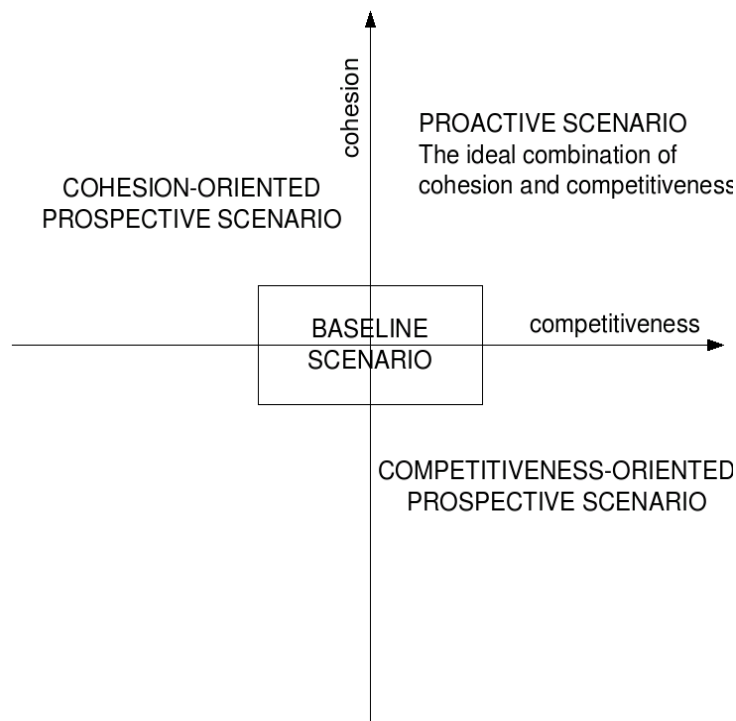 cohesion
PROACTIVE SCENARIO
The ideal combination of
cohesion and competitiveness
COHESION-ORIENTED
PROSPECTIVE SCENARIO
BASELINE
SCENARIO
competitiveness
COMPETITIVENESS-ORIENTED
PROSPECTIVE SCENARIO